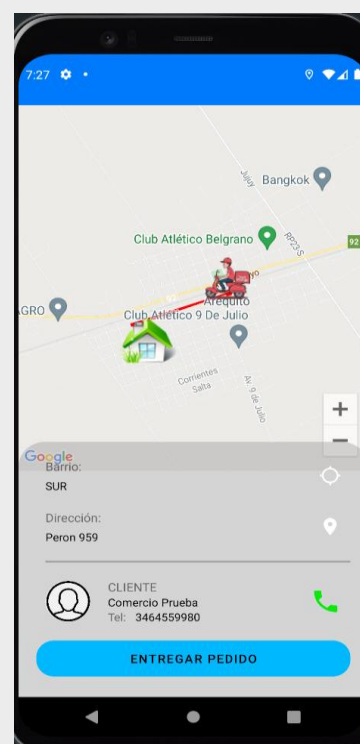 7:27
Jujuy
Bangkok
Club Atlético Belgrano
RP23-S
92
92
Arequito
AGRO
Club Atlético 9 De Julio
Corrientes
Salta
Av. 9 de Julio
+
−
Google
Barrio:
SUR
Dirección:
Peron 959
CLIENTE
Comercio Prueba
Tel: 3464559980
ENTREGAR PEDIDO